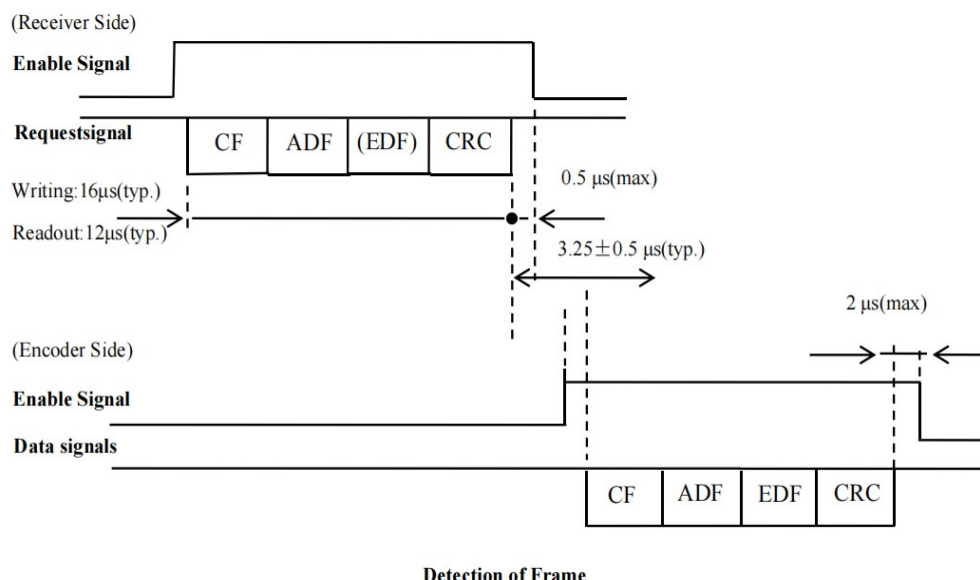 (Receiver Side)
Enable Signal
Requestsignal
CF ADF (EDF) CRC
Writing:16μs(typ.)
0.5 μs(max)
Readout:12μs(typ.)
3.25±0.5 μs(typ.)
2 μs(max)
(Encoder Side)
Enable Signal
Data signals
CF ADF EDF CRC
Detection of Frame